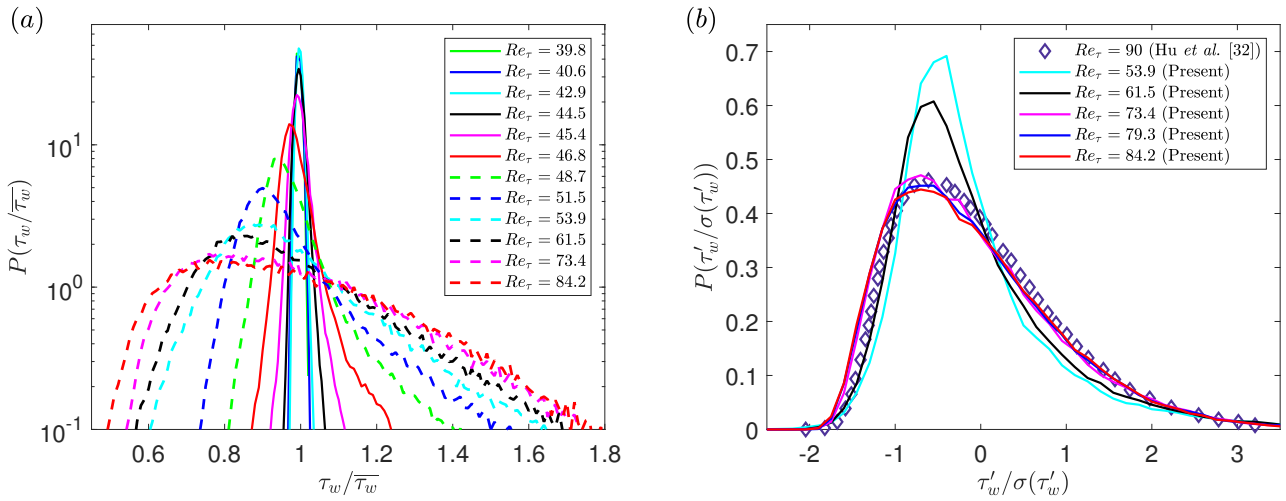 (a)
10^1
10^0
10^-1
P(τ_w/\overline{τ_w})
0.6 0.8 1 1.2 1.4 1.6 1.8
τ_w/\overline{τ_w}
Re_τ = 39.8
Re_τ = 40.6
Re_τ = 42.9
Re_τ = 44.5
Re_τ = 45.4
Re_τ = 46.8
Re_τ = 48.7
Re_τ = 51.5
Re_τ = 53.9
Re_τ = 61.5
Re_τ = 73.4
Re_τ = 84.2
(b)
0.7
0.6
0.5
0.4
0.3
0.2
0.1
0
P(τ′_w/σ(τ′_w))
-2 -1 0 1 2 3
τ′_w/σ(τ′_w)
Re_τ = 90 (Hu et al. [32])
Re_τ = 53.9 (Present)
Re_τ = 61.5 (Present)
Re_τ = 73.4 (Present)
Re_τ = 79.3 (Present)
Re_τ = 84.2 (Present)